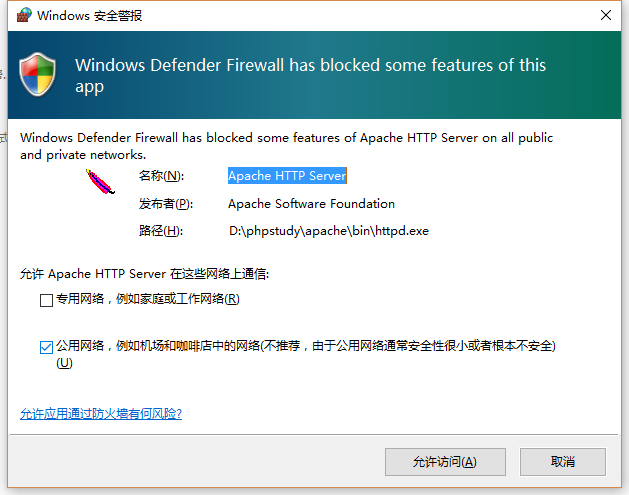 Windows 安全警报
Windows Defender Firewall has blocked some features of this
app
Windows Defender Firewall has blocked some features of Apache HTTP Server on all public
and private networks.
名称(N): Apache HTTP Server
发布者(P): Apache Software Foundation
路径(H): D:\phpstudy\apache\bin\httpd.exe
允许 Apache HTTP Server 在这些网络上通信:
专用网络，例如家庭或工作网络(R)
公用网络，例如机场和咖啡店中的网络(不推荐，由于公用网络通常安全性很小或者根本不安全)
(U)
允许应用通过防火墙有何风险?
允许访问(A) 取消